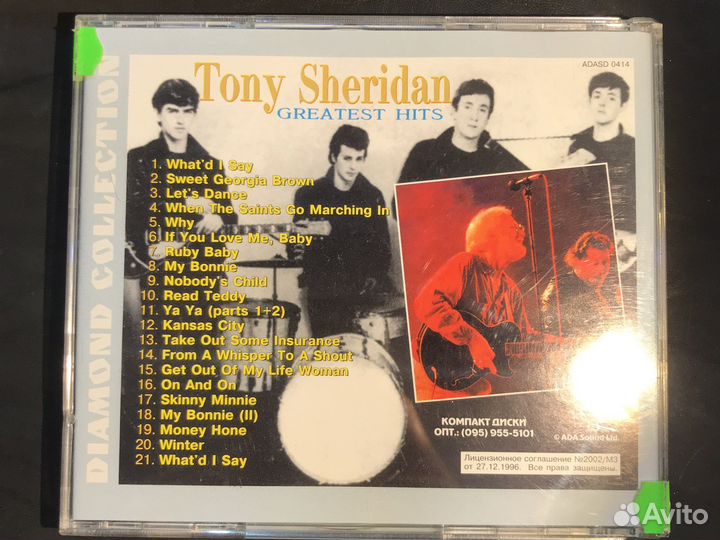 DIAMOND COLLECTION
ADASD 0414
Tony Sheridan
GREATEST HITS
1. What'd I Say
2. Sweet Georgia Brown
3. Let's Dance
4. When The Saints Go Marching In
5. Why
6. If You Love Me, Baby
7. Ruby Baby
8. My Bonnie
9. Nobody's Child
10. Read Teddy
11. Ya Ya (parts 1+2)
12. Kansas City
13. Take Out Some Insurance
14. From A Whisper To A Shout
15. Get Out Of My Life Woman
16. On And On
17. Skinny Minnie
18. My Bonnie (II)
19. Money Hone
20. Winter
21. What'd I Say
КОМПАКТ ДИСКИ
ОПТ.: (095) 955-5101
© ADA Sound Ltd.
Лицензионное соглашение №2002/МЗ
от 27.12.1996. Все права защищены.
Avito